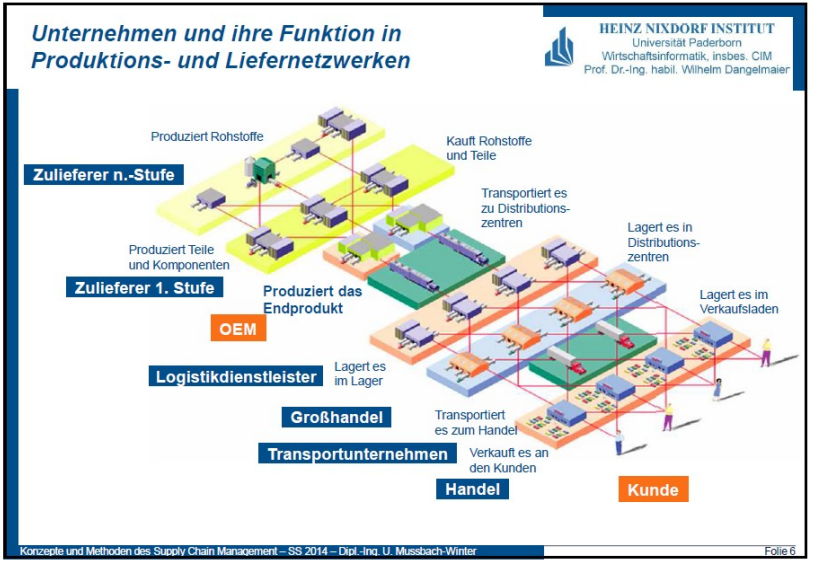 Unternehmen und ihre Funktion in
Produktions- und Liefernetzwerken
HEINZ NIXDORF INSTITUT
Universität Paderborn
Wirtschaftsinformatik, insbes. CIM
Prof. Dr.-Ing. habil. Wilhelm Dangelmaier
Produziert Rohstoffe
Kauft Rohstoffe
und Teile
Zulieferer n.-Stufe
Transportiert es
zu Distributions-
zentren
Lagert es in
Distributions-
zentren
Produziert Teile
und Komponenten
Zulieferer 1. Stufe
Produziert das
Endprodukt
Lagert es im
Verkaufsladen
OEM
Lagert es
im Lager
Logistikdienstleister
Großhandel
Transportiert
es zum Handel
Transportunternehmen
Verkauft es an
den Kunden
Handel
Kunde
Konzepte und Methoden des Supply Chain Management – SS 2014 – Dipl.-Ing. U. Mussbach-Winter
Folie 6